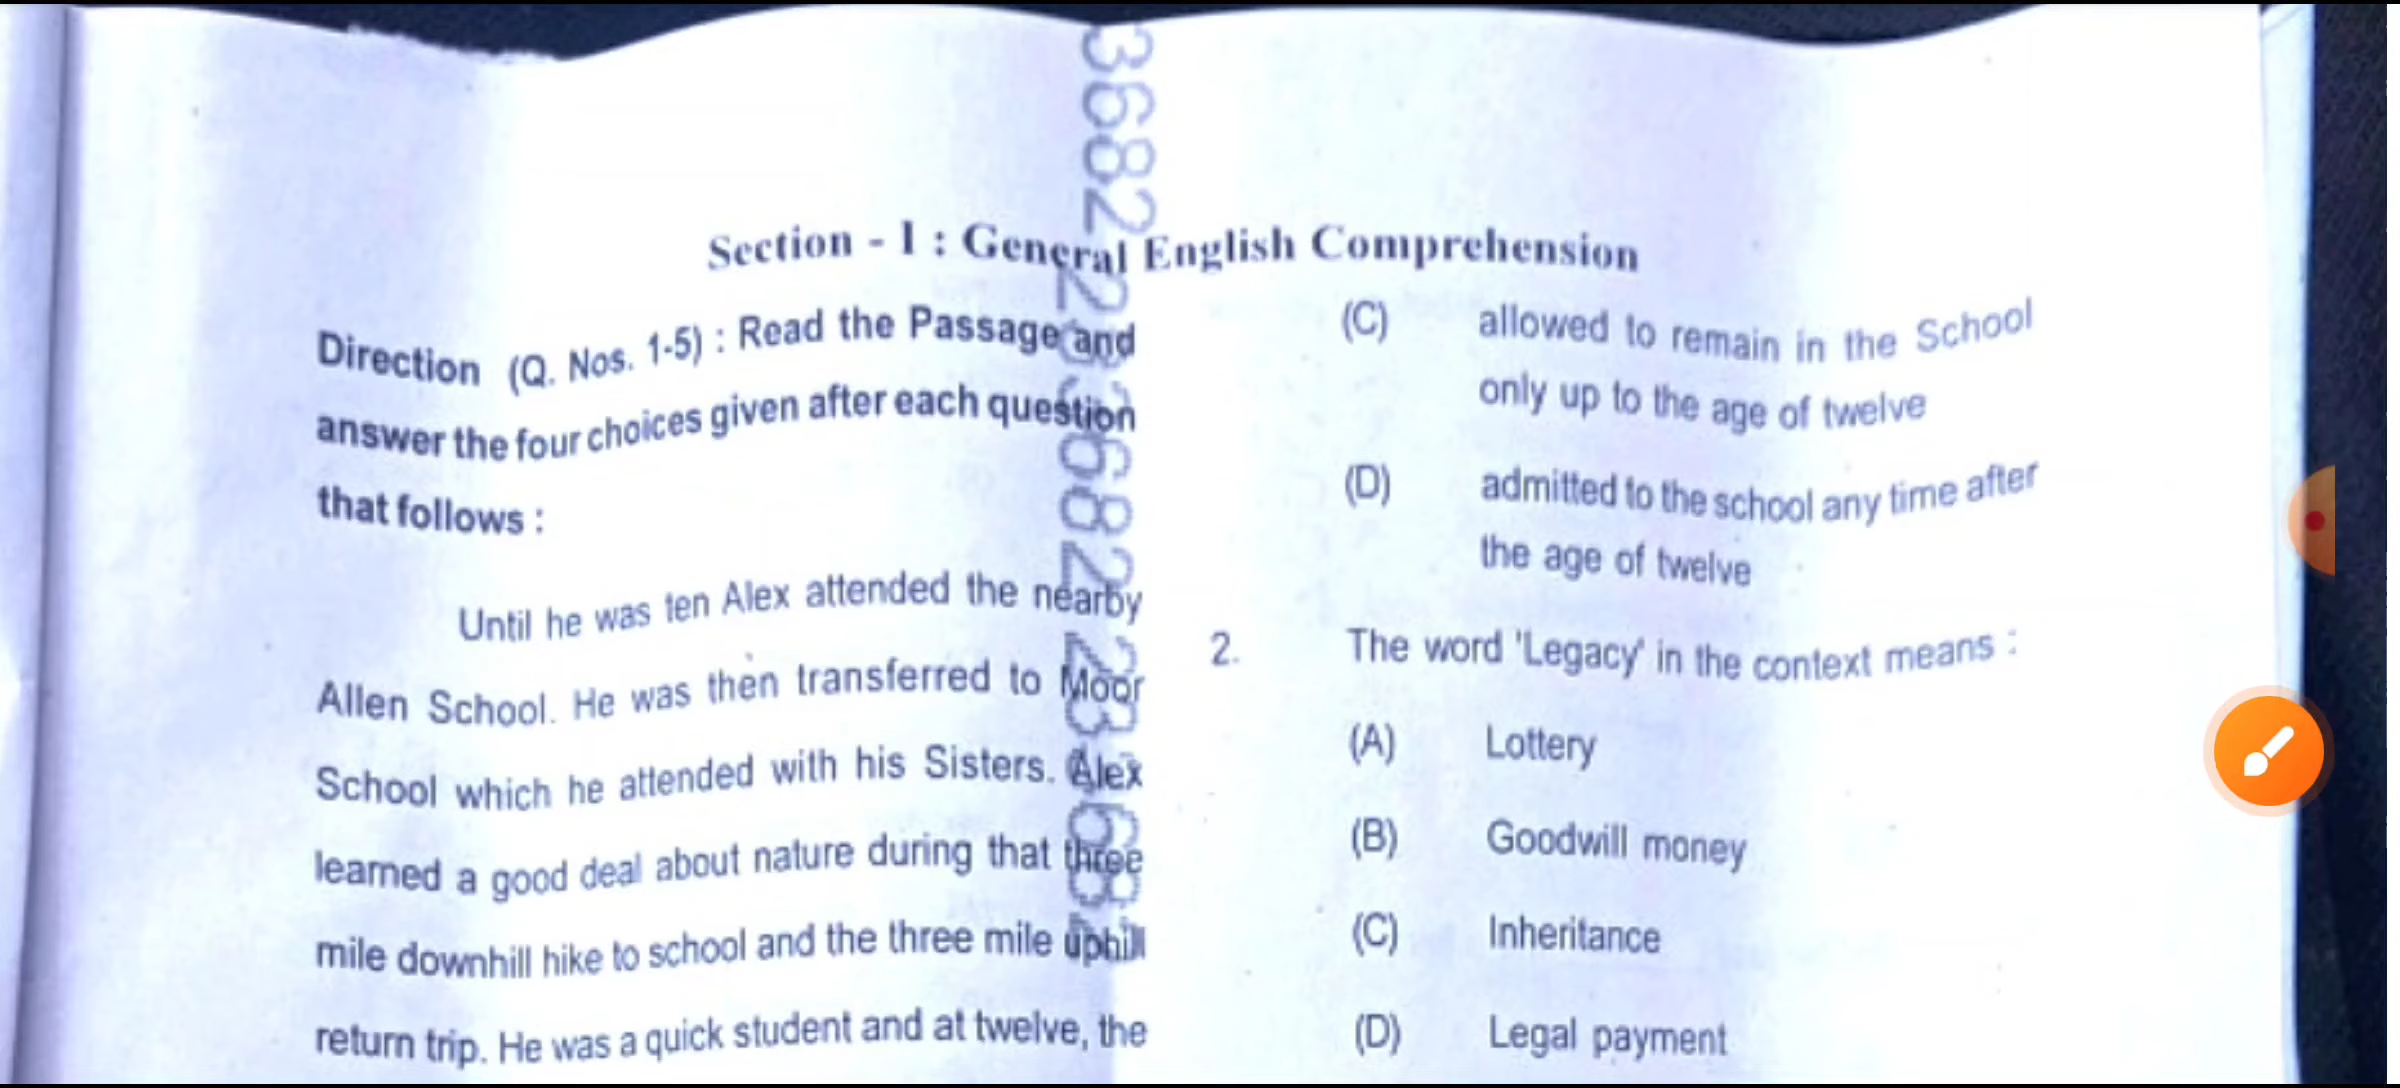 Section - I : General English Comprehension
Direction (Q. Nos. 1-5) : Read the Passage and
answer the four choices given after each question
that follows :
Until he was ten Alex attended the nearby
Allen School. He was then transferred to Moor
School which he attended with his Sisters. Alex
learned a good deal about nature during that three
mile downhill hike to school and the three mile uphill
return trip. He was a quick student and at twelve, the
(C) allowed to remain in the School
only up to the age of twelve
(D) admitted to the school any time after
the age of twelve
2. The word 'Legacy' in the context means :
(A) Lottery
(B) Goodwill money
(C) Inheritance
(D) Legal payment